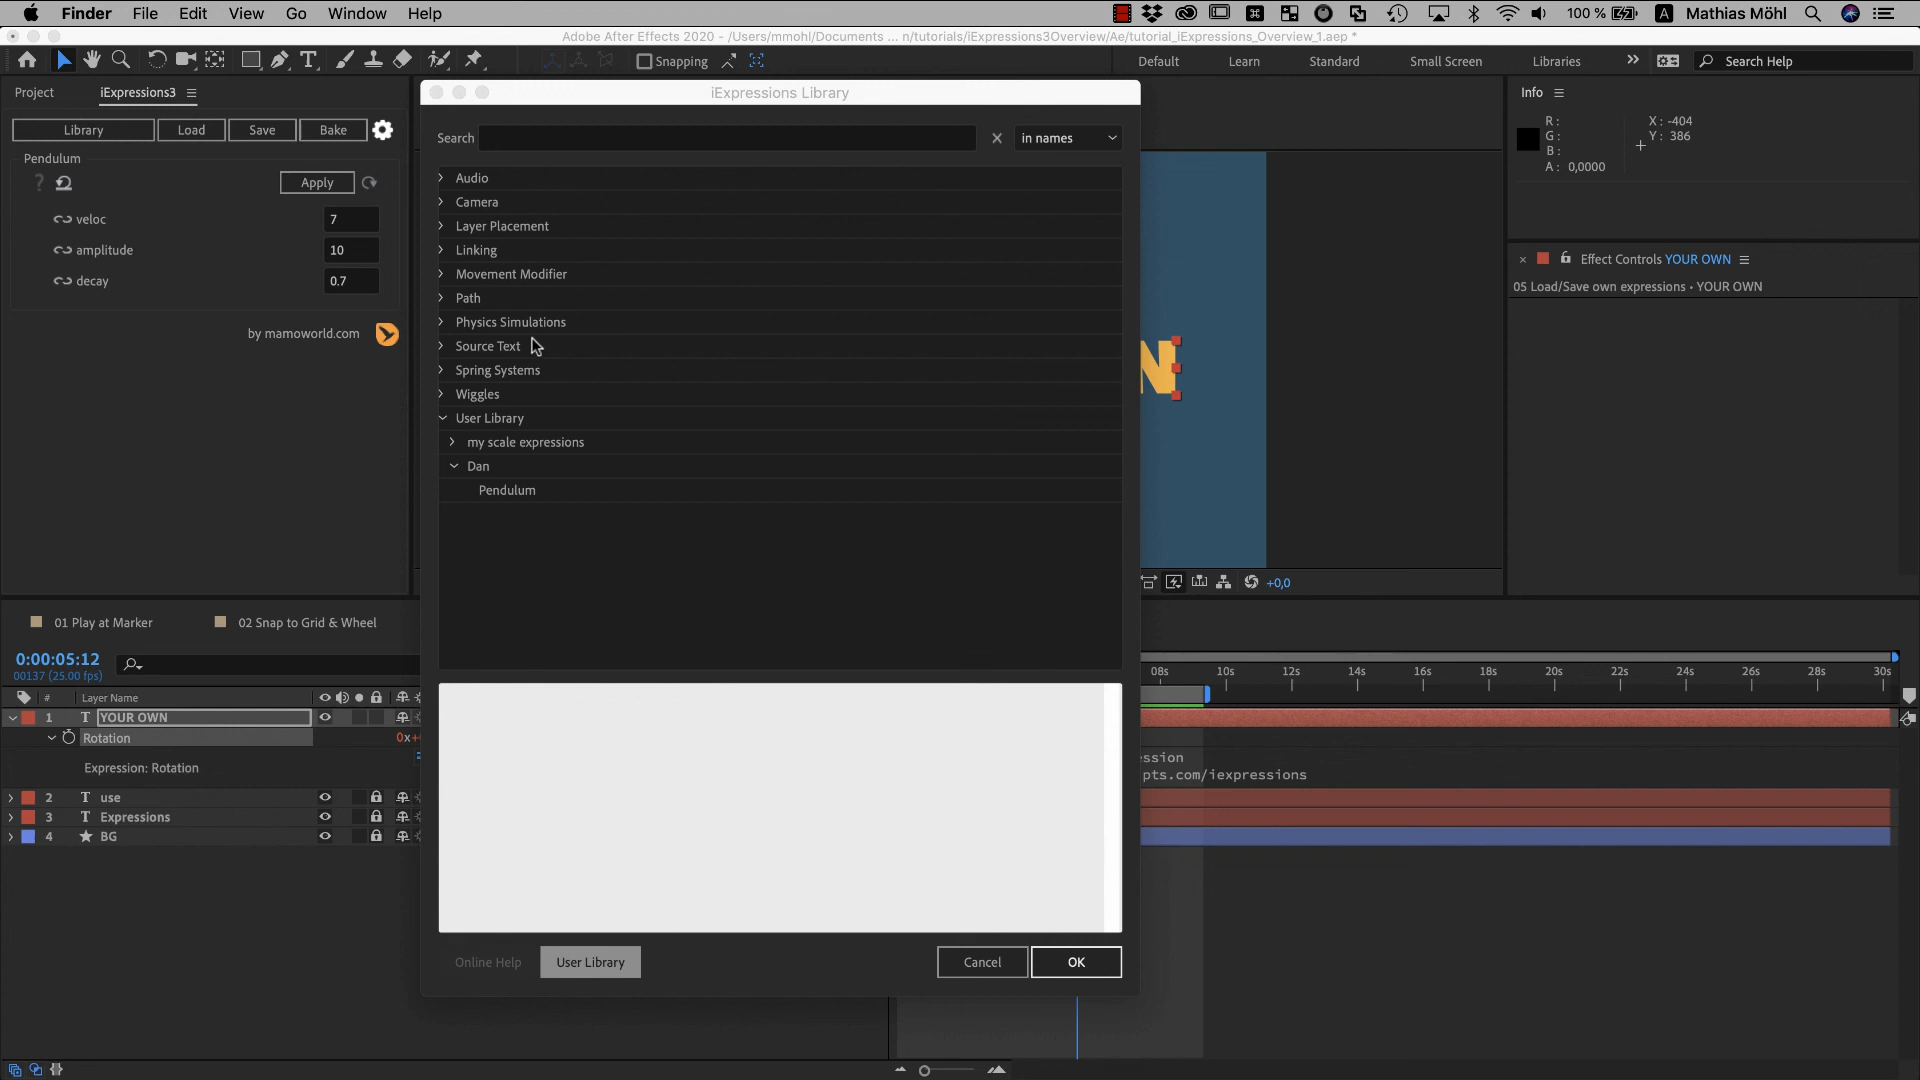 Finder File Edit View Go Window Help 100 % A Mathias Möhl
Adobe After Effects 2020 - /Users/mmohl/Documents ... n/tutorials/iExpressions3Overview/Ae/tutorial_iExpressions_Overview_1.aep *
Snapping Default Learn Standard Small Screen Libraries Search Help
Project iExpressions3
iExpressions Library
Info
Library Load Save Bake
Search in names
R: X: -404
G: Y: 386
B:
A: 0,0000
Pendulum
? Apply
veloc 7
amplitude 10
decay 0.7
by mamoworld.com
Audio
Camera
Layer Placement
Linking
Movement Modifier
Path
Physics Simulations
Source Text
Spring Systems
Wiggles
User Library
my scale expressions
Dan
Pendulum
N
Effect Controls YOUR OWN
05 Load/Save own expressions • YOUR OWN
+0,0
01 Play at Marker 02 Snap to Grid & Wheel
0:00:05:12
00137 (25.00 fps)
08s 10s 12s 14s 16s 18s 20s 22s 24s 26s 28s 30s
# Layer Name
1 T YOUR OWN
Rotation 0x+
Expression: Rotation
ession
pts.com/iexpressions
2 T use
3 T Expressions
4 BG
Online Help User Library Cancel OK